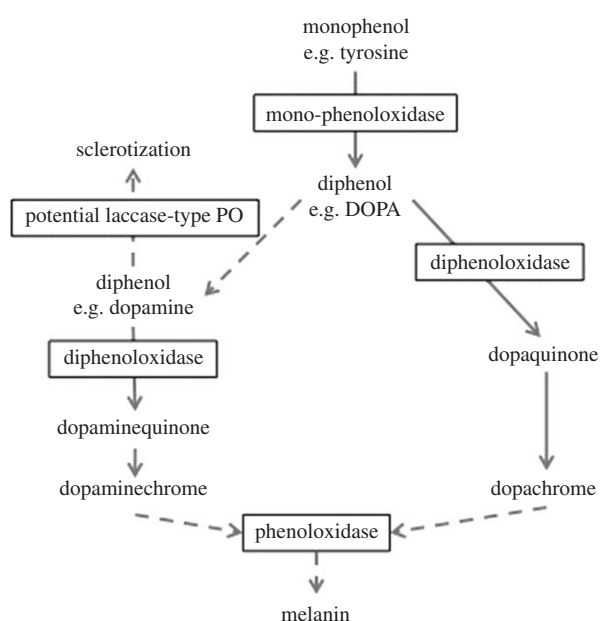 monophenol
e.g. tyrosine
mono-phenoloxidase
sclerotization
diphenol
e.g. DOPA
potential laccase-type PO
diphenoloxidase
diphenol
e.g. dopamine
diphenoloxidase
dopaquinone
dopaminequinone
dopaminechrome
dopachrome
phenoloxidase
melanin